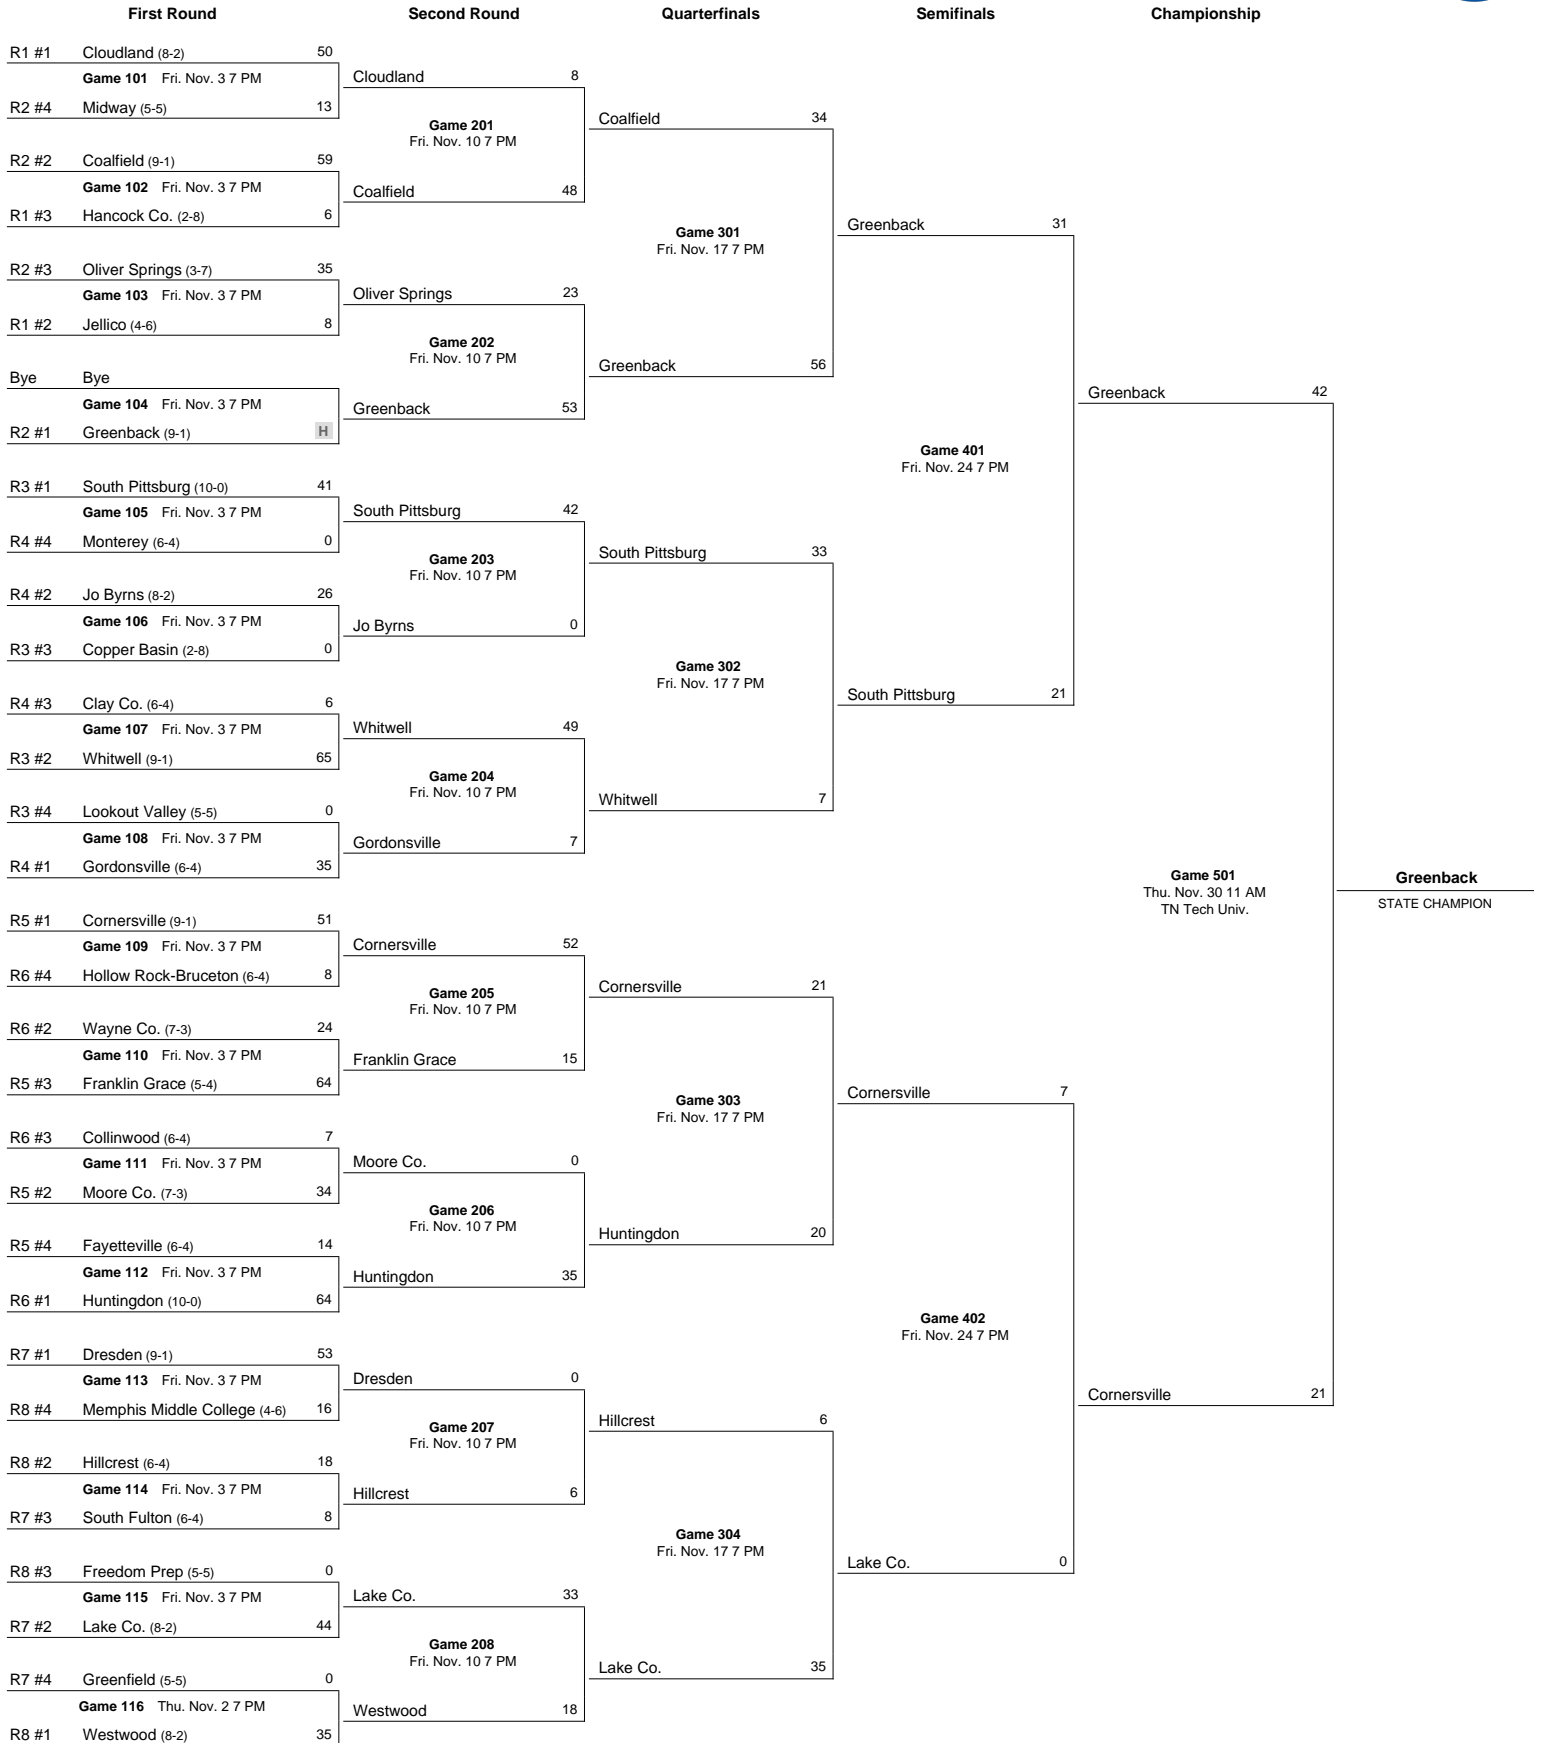 First Round Second Round Quarterfinals Semifinals Championship
R1 #1 Cloudland (8-2) 50
Game 101 Fri. Nov. 3 7 PM
R2 #4 Midway (5-5) 13
R2 #2 Coalfield (9-1) 59
Game 102 Fri. Nov. 3 7 PM
R1 #3 Hancock Co. (2-8) 6
R2 #3 Oliver Springs (3-7) 35
Game 103 Fri. Nov. 3 7 PM
R1 #2 Jellico (4-6) 8
Bye Bye
Game 104 Fri. Nov. 3 7 PM
R2 #1 Greenback (9-1) H
R3 #1 South Pittsburg (10-0) 41
Game 105 Fri. Nov. 3 7 PM
R4 #4 Monterey (6-4) 0
R4 #2 Jo Byrns (8-2) 26
Game 106 Fri. Nov. 3 7 PM
R3 #3 Copper Basin (2-8) 0
R4 #3 Clay Co. (6-4) 6
Game 107 Fri. Nov. 3 7 PM
R3 #2 Whitwell (9-1) 65
R3 #4 Lookout Valley (5-5) 0
Game 108 Fri. Nov. 3 7 PM
R4 #1 Gordonsville (6-4) 35
R5 #1 Cornersville (9-1) 51
Game 109 Fri. Nov. 3 7 PM
R6 #4 Hollow Rock-Bruceton (6-4) 8
R6 #2 Wayne Co. (7-3) 24
Game 110 Fri. Nov. 3 7 PM
R5 #3 Franklin Grace (5-4) 64
R6 #3 Collinwood (6-4) 7
Game 111 Fri. Nov. 3 7 PM
R5 #2 Moore Co. (7-3) 34
R5 #4 Fayetteville (6-4) 14
Game 112 Fri. Nov. 3 7 PM
R6 #1 Huntingdon (10-0) 64
R7 #1 Dresden (9-1) 53
Game 113 Fri. Nov. 3 7 PM
R8 #4 Memphis Middle College (4-6) 16
R8 #2 Hillcrest (6-4) 18
Game 114 Fri. Nov. 3 7 PM
R7 #3 South Fulton (6-4) 8
R8 #3 Freedom Prep (5-5) 0
Game 115 Fri. Nov. 3 7 PM
R7 #2 Lake Co. (8-2) 44
R7 #4 Greenfield (5-5) 0
Game 116 Thu. Nov. 2 7 PM
R8 #1 Westwood (8-2) 35
Cloudland 8
Game 201
Fri. Nov. 10 7 PM
Coalfield 48
Oliver Springs 23
Game 202
Fri. Nov. 10 7 PM
Greenback 53
South Pittsburg 42
Game 203
Fri. Nov. 10 7 PM
Jo Byrns 0
Whitwell 49
Game 204
Fri. Nov. 10 7 PM
Gordonsville 7
Cornersville 52
Game 205
Fri. Nov. 10 7 PM
Franklin Grace 15
Moore Co. 0
Game 206
Fri. Nov. 10 7 PM
Huntingdon 35
Dresden 0
Game 207
Fri. Nov. 10 7 PM
Hillcrest 6
Lake Co. 33
Game 208
Fri. Nov. 10 7 PM
Westwood 18
Coalfield 34
Game 301
Fri. Nov. 17 7 PM
Greenback 56
South Pittsburg 33
Game 302
Fri. Nov. 17 7 PM
Whitwell 7
Cornersville 21
Game 303
Fri. Nov. 17 7 PM
Huntingdon 20
Hillcrest 6
Game 304
Fri. Nov. 17 7 PM
Lake Co. 35
Greenback 31
Game 401
Fri. Nov. 24 7 PM
South Pittsburg 21
Cornersville 7
Game 402
Fri. Nov. 24 7 PM
Lake Co. 0
Greenback 42
Game 501
Thu. Nov. 30 11 AM
TN Tech Univ.
Cornersville 21
Greenback
STATE CHAMPION